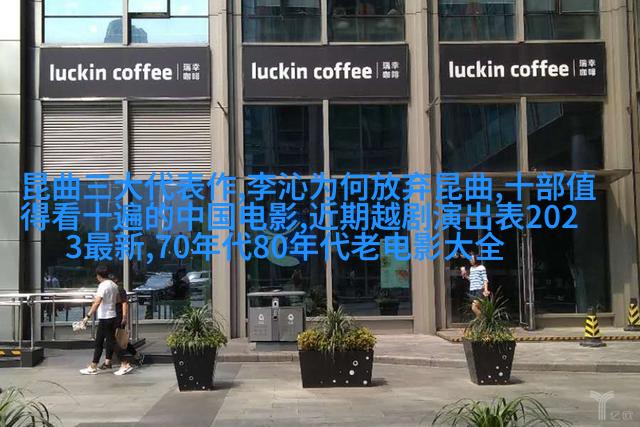 luckin coffee 瑞幸咖啡
luckin coffee 瑞幸咖啡
luckin coffee 瑞幸咖啡
昆曲三大代表作,李沁为何放弃昆曲,十部值
得看十遍的中国电影,近期越剧演出表202
3最新,70年代80年代老电影大全
亿欧